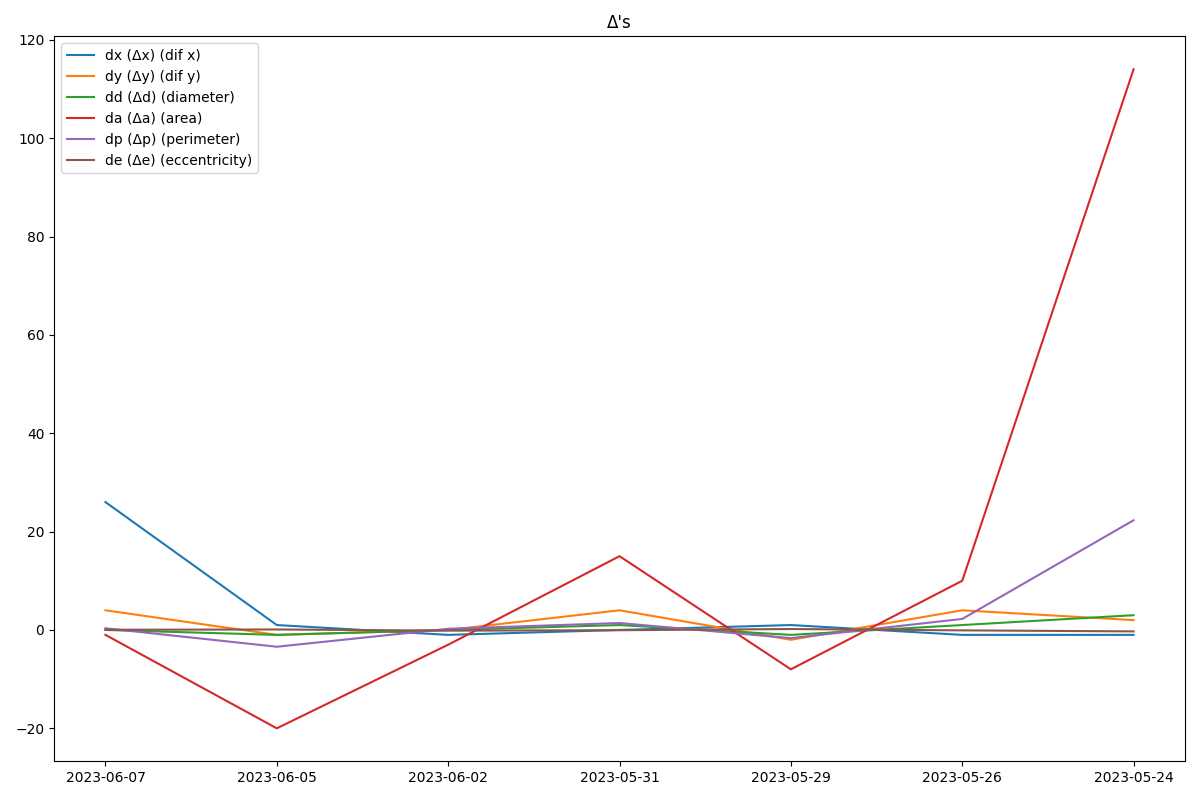 Δ's
dx (Δx) (dif x)
dy (Δy) (dif y)
dd (Δd) (diameter)
da (Δa) (area)
dp (Δp) (perimeter)
de (Δe) (eccentricity)
120
100
80
60
40
20
0
−20
2023-06-07 2023-06-05 2023-06-02 2023-05-31 2023-05-29 2023-05-26 2023-05-24